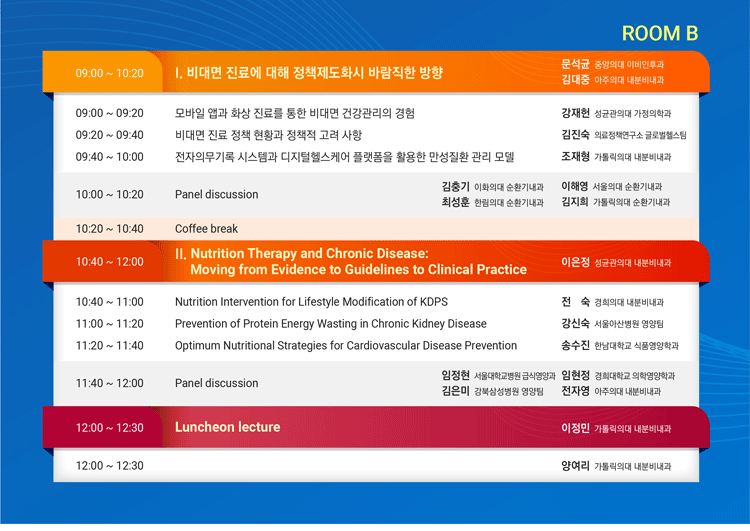 ROOM B
09:00 ~ 10:20 I. 비대면 진료에 대해 정책제도화시 바람직한 방향 문석균 중앙의대 이비인후과
김대중 아주의대 내분비내과
09:00 ~ 09:20 모바일 앱과 화상 진료를 통한 비대면 건강관리의 경험 강재헌 성균관의대 가정의학과
09:20 ~ 09:40 비대면 진료 정책 현황과 정책적 고려 사항 김진숙 의료정책연구소 글로벌헬스팀
09:40 ~ 10:00 전자의무기록 시스템과 디지털헬스케어 플랫폼을 활용한 만성질환 관리 모델 조재형 가톨릭의대 내분비내과
10:00 ~ 10:20 Panel discussion 김충기 이화의대 순환기내과 이해영 서울의대 순환기내과
최성훈 한림의대 순환기내과 김지희 가톨릭의대 순환기내과
10:20 ~ 10:40 Coffee break
10:40 ~ 12:00 II. Nutrition Therapy and Chronic Disease: 이은정 성균관의대 내분비내과
Moving from Evidence to Guidelines to Clinical Practice
10:40 ~ 11:00 Nutrition Intervention for Lifestyle Modification of KDPS 전 숙 경희의대 내분비내과
11:00 ~ 11:20 Prevention of Protein Energy Wasting in Chronic Kidney Disease 강신숙 서울아산병원 영양팀
11:20 ~ 11:40 Optimum Nutritional Strategies for Cardiovascular Disease Prevention 송수진 한남대학교 식품영양학과
11:40 ~ 12:00 Panel discussion 임정현 서울대학교병원 급식영양과 임현정 경희대학교 의학영양학과
김은미 강북삼성병원 영양팀 전자영 아주의대 내분비내과
12:00 ~ 12:30 Luncheon lecture 이정민 가톨릭의대 내분비내과
12:00 ~ 12:30 양여리 가톨릭의대 내분비내과